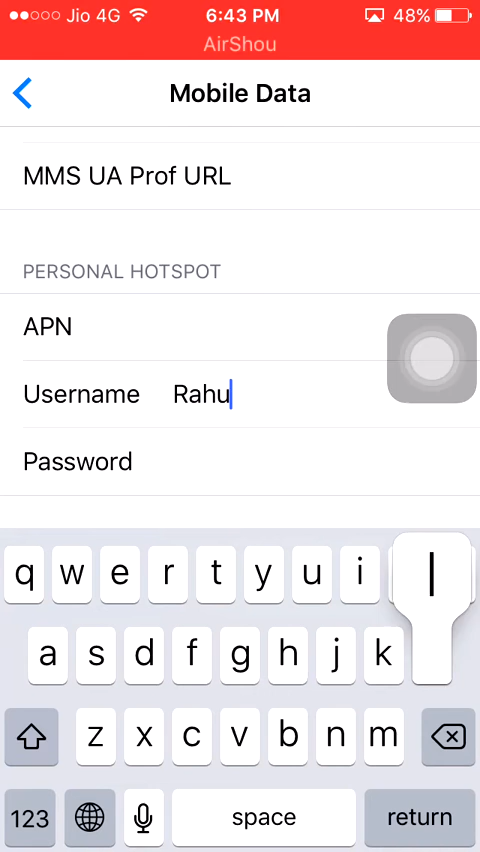 Jio 4G 6:43 PM 48%
AirShou
Mobile Data
MMS UA Prof URL
PERSONAL HOTSPOT
APN
Username Rahu
Password
q w e r t y u i
a s d f g h j k l
z x c v b n m
123 space return